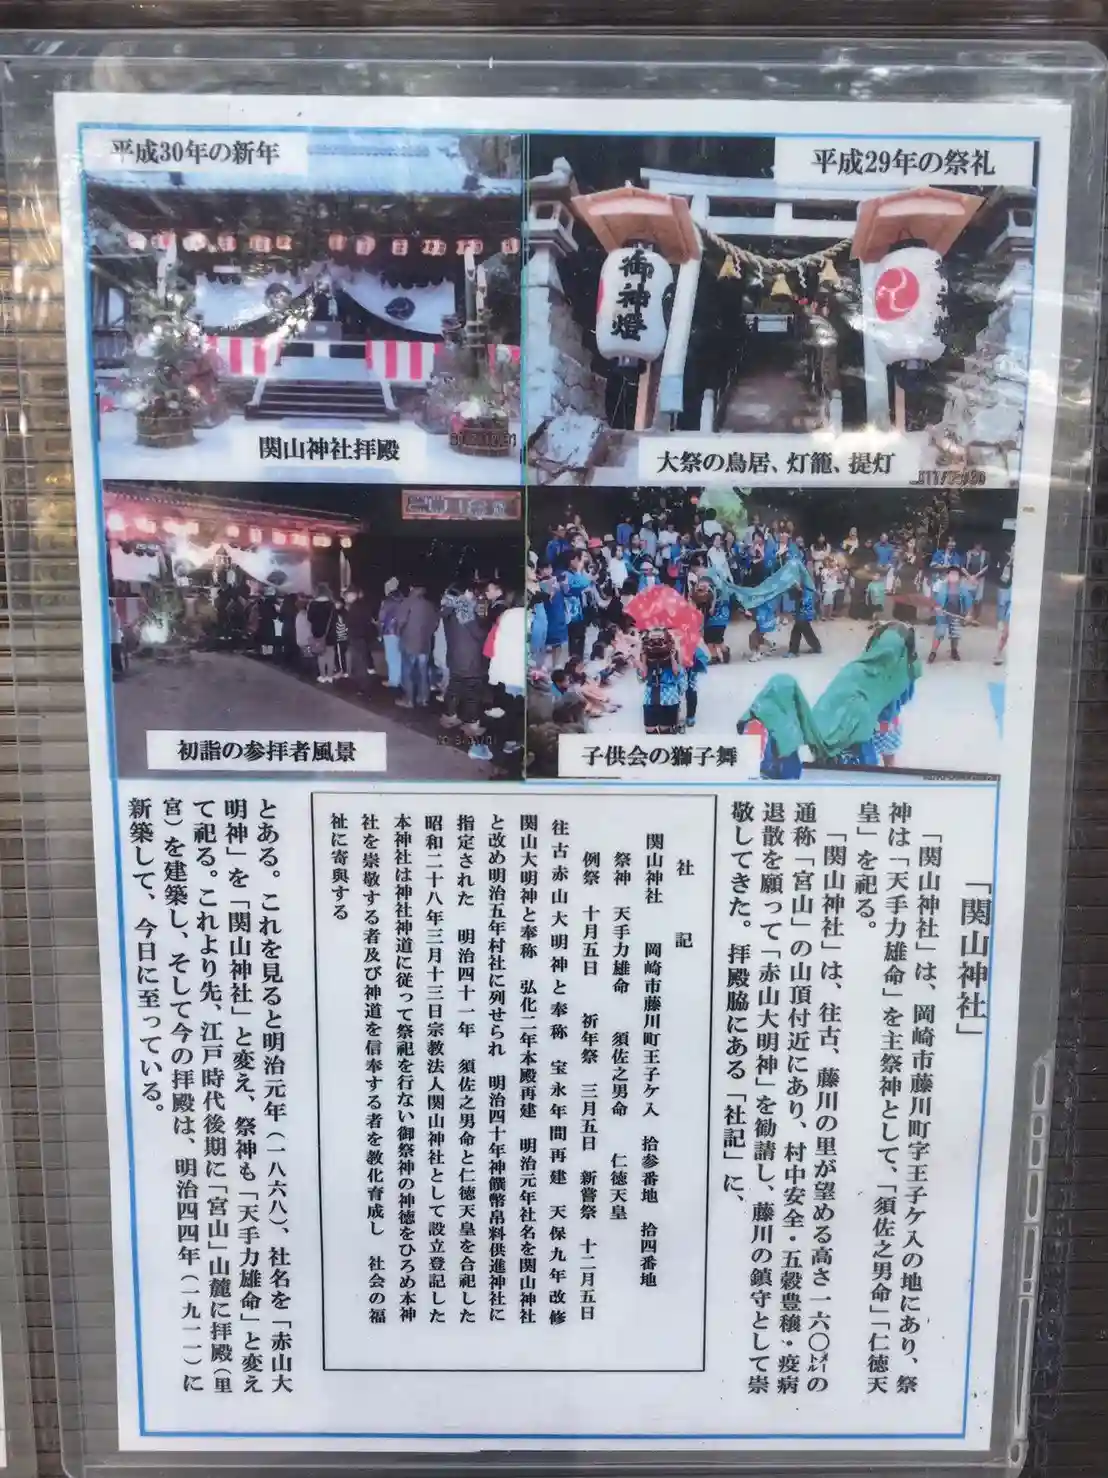 平成30年の新年
平成29年の祭礼
御神燈
関山神社拝殿
大祭の鳥居、灯籠、提灯
初詣の参拝者風景
子供会の獅子舞
「関山神社」
「関山神社」は、岡崎市藤川町字王子ケ入の地にあり、祭
神は「天手力雄命」を主祭神として、「須佐之男命」「仁徳天
皇」を祀る。
「関山神社」は、往古、藤川の里が望める高さ一六〇㍍の
通称「宮山」の山頂付近にあり、村中安全・五穀豊穣・疫病
退散を願って「赤山大明神」を勧請し、藤川の鎮守として崇
敬してきた。拝殿脇にある「社記」に、
社記
関山神社 岡崎市藤川町王子ケ入 拾参番地 拾四番地
祭神 天手力雄命 須佐之男命 仁徳天皇
例祭 十月五日 祈年祭 三月五日 新嘗祭 十二月五日
往古赤山大明神と奉称 宝永年間再建 天保九年改修
関山大明神と奉称 弘化二年本殿再建 明治元年社名を関山神社
と改め明治五年村社に列せられ 明治四十年神饌幣帛料供進神社に
指定された 明治四十一年 須佐之男命と仁徳天皇を合祀した
昭和二十八年三月十三日宗教法人関山神社として設立登記した
本神社は神社神道に従って祭祀を行ない御祭神の神徳をひろめ本神
社を崇敬する者及び神道を信奉する者を教化育成し 社会の福
祉に寄與する
とある。これを見ると明治元年(一八六八)、社名を「赤山大
明神」を「関山神社」と変え、祭神も「天手力雄命」と変え
て祀る。これより先、江戸時代後期に「宮山」山麓に拝殿(里
宮)を建築し、そして今の拝殿は、明治四四年(一九一一)に
新築して、今日に至っている。